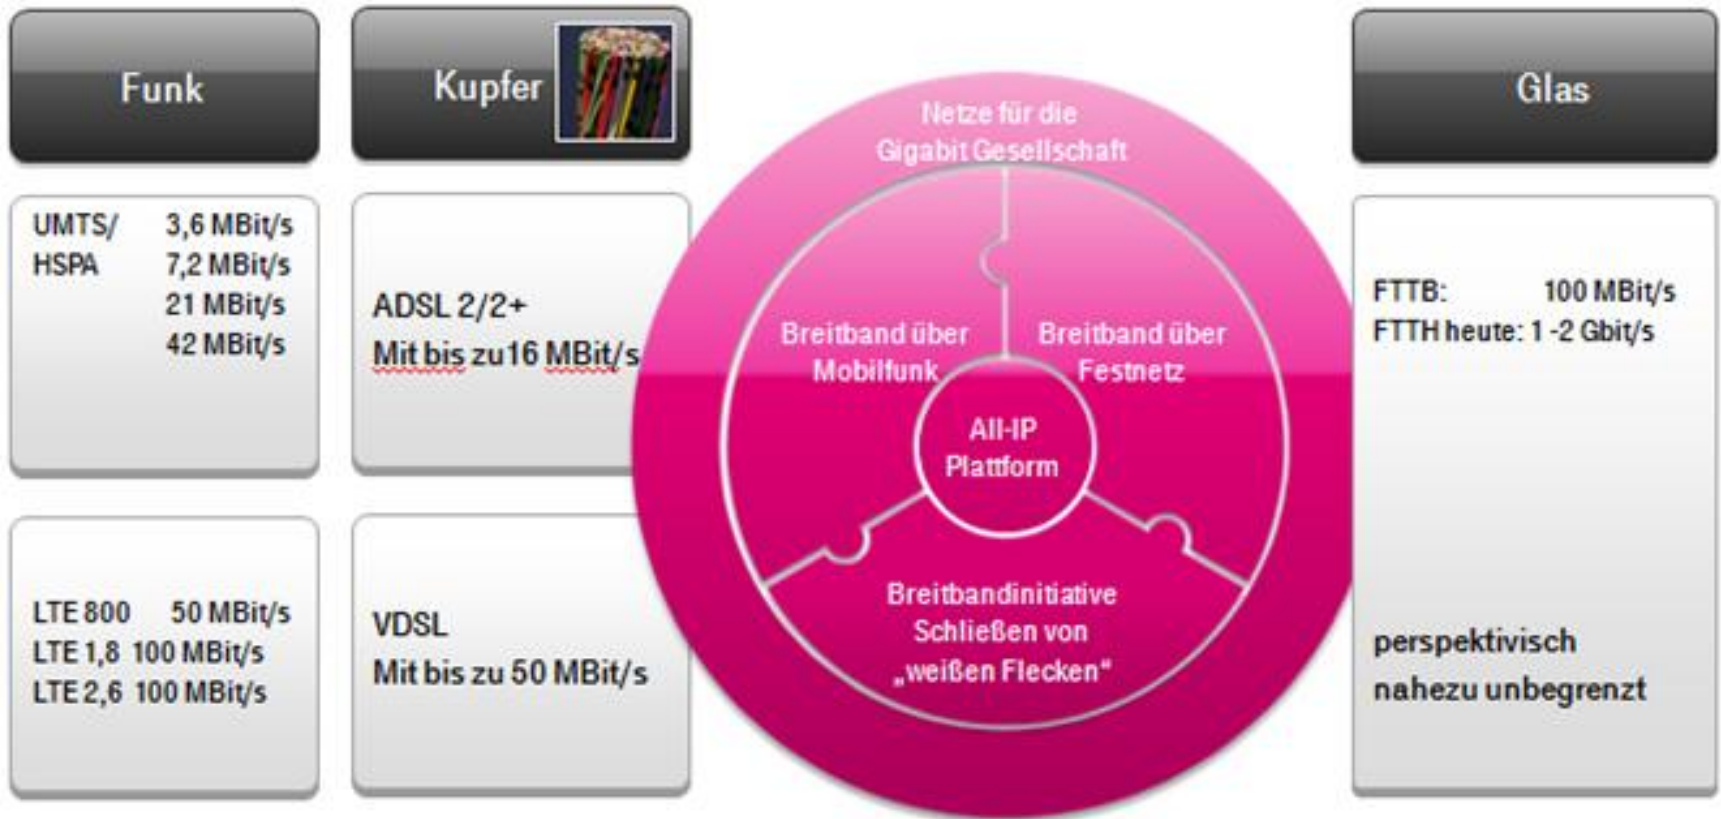 Funk
UMTS/ 3,6 MBit/s
HSPA 7,2 MBit/s
21 MBit/s
42 MBit/s
LTE 800 50 MBit/s
LTE 1,8 100 MBit/s
LTE 2,6 100 MBit/s
Kupfer
ADSL 2/2+
Mit bis zu16 MBit/s
VDSL
Mit bis zu 50 MBit/s
Netze für die
Gigabit Gesellschaft
Breitband über
Mobilfunk
Breitband über
Festnetz
All-IP
Plattform
Breitbandinitiative
Schließen von
„weißen Flecken“
Glas
FTTB: 100 MBit/s
FTTH heute: 1 -2 Gbit/s
perspektivisch
nahezu unbegrenzt